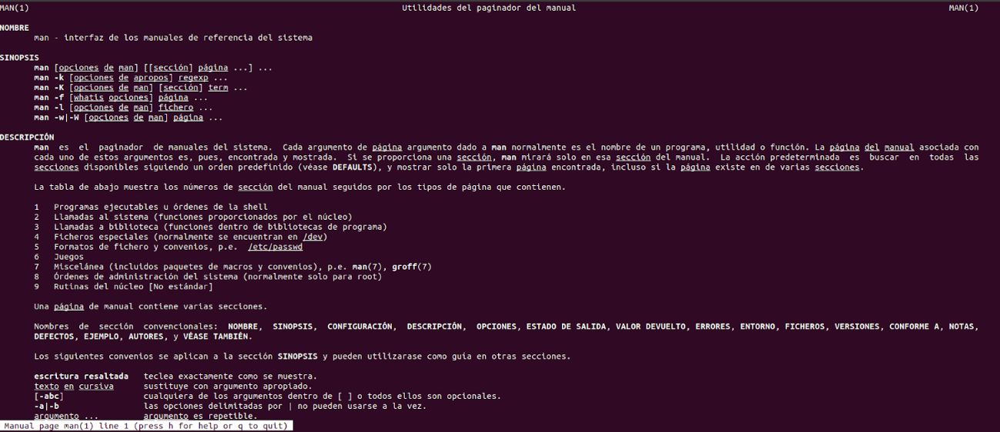 MAN(1) Utilidades del paginador del manual MAN(1)
NOMBRE
man - interfaz de los manuales de referencia del sistema
SINOPSIS
man [opciones de man] [[sección] página ...] ...
man -k [opciones de apropos] regexp ...
man -K [opciones de man] [sección] term ...
man -f [whatis opciones] página ...
man -l [opciones de man] fichero ...
man -w|-W [opciones de man] página ...
DESCRIPCIÓN
man es el paginador de manuales del sistema. Cada argumento de página argumento dado a man normalmente es el nombre de un programa, utilidad o función. La página del manual asociada con
cada uno de estos argumentos es, pues, encontrada y mostrada. Si se proporciona una sección, man mirará solo en esa sección del manual. La acción predeterminada es buscar en todas las
secciones disponibles siguiendo un orden predefinido (véase DEFAULTS), y mostrar solo la primera página encontrada, incluso si la página existe en de varias secciones.
La tabla de abajo muestra los números de sección del manual seguidos por los tipos de página que contienen.
1 Programas ejecutables u órdenes de la shell
2 Llamadas al sistema (funciones proporcionados por el núcleo)
3 Llamadas a biblioteca (funciones dentro de bibliotecas de programa)
4 Ficheros especiales (normalmente se encuentran en /dev)
5 Formatos de fichero y convenios, p.e. /etc/passwd
6 Juegos
7 Miscelánea (incluidos paquetes de macros y convenios), p.e. man(7), groff(7)
8 Órdenes de administración del sistema (normalmente solo para root)
9 Rutinas del núcleo [No estándar]
Una página de manual contiene varias secciones.
Nombres de sección convencionales: NOMBRE, SINOPSIS, CONFIGURACIÓN, DESCRIPCIÓN, OPCIONES, ESTADO DE SALIDA, VALOR DEVUELTO, ERRORES, ENTORNO, FICHEROS, VERSIONES, CONFORME A, NOTAS,
DEFECTOS, EJEMPLO, AUTORES, y VÉASE TAMBIÉN.
Los siguientes convenios se aplican a la sección SINOPSIS y pueden utilizarase como guía en otras secciones.
escritura resaltada teclea exactamente como se muestra.
texto en cursiva sustituye con argumento apropiado.
[-abc] cualquiera de los argumentos dentro de [ ] o todos ellos son opcionales.
-a|-b las opciones delimitadas por | no pueden usarse a la vez.
argumento ... argumento es repetible.
Manual page man(1) line 1 (press h for help or q to quit)